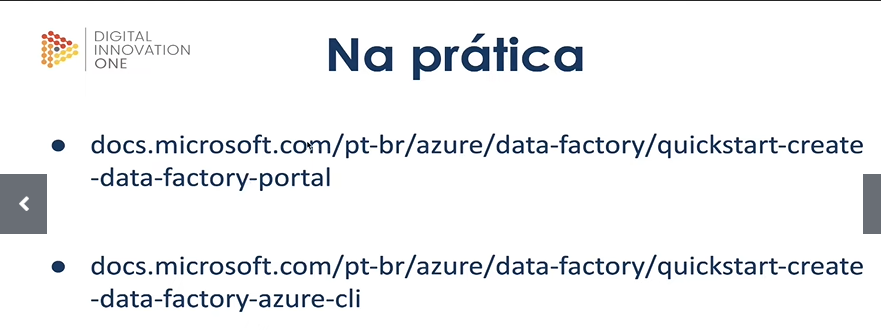 DIGITAL
INNOVATION
ONE
Na prática
● docs.microsoft.com/pt-br/azure/data-factory/quickstart-create
-data-factory-portal
● docs.microsoft.com/pt-br/azure/data-factory/quickstart-create
-data-factory-azure-cli